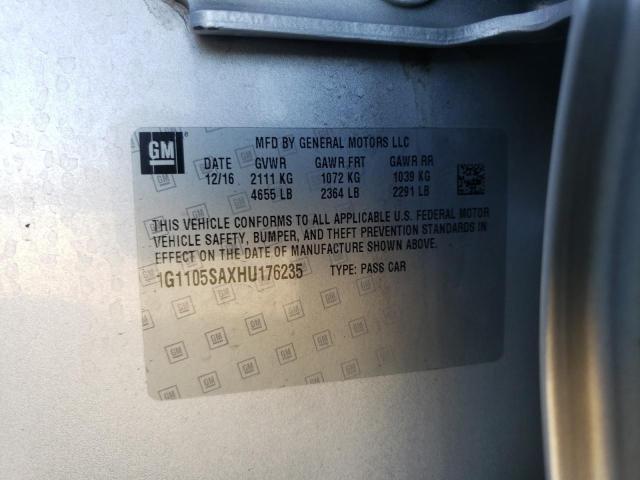 GM
MFD BY GENERAL MOTORS LLC
DATE GVWR GAWR FRT GAWR RR
12/16 2111 KG 1072 KG 1039 KG
4655 LB 2364 LB 2291 LB
THIS VEHICLE CONFORMS TO ALL APPLICABLE U.S. FEDERAL MOTOR
VEHICLE SAFETY, BUMPER, AND THEFT PREVENTION STANDARDS IN
EFFECT ON THE DATE OF MANUFACTURE SHOWN ABOVE.
1G1105SAXHU176235 TYPE: PASS CAR